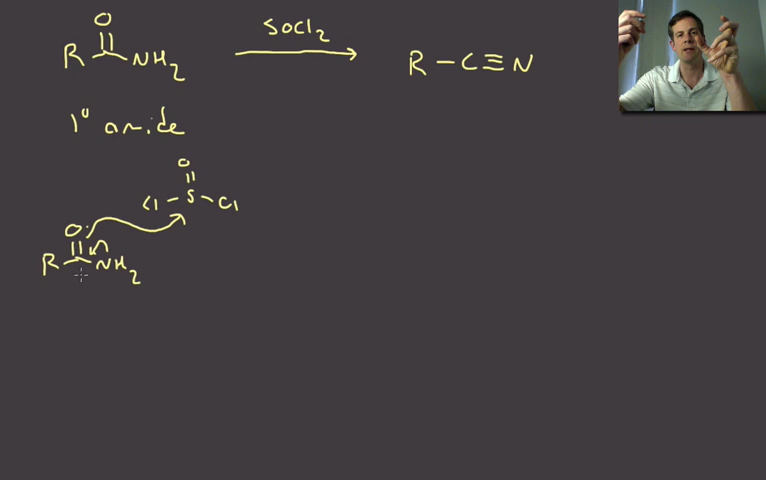 O
R NH2 SOCl2 R - C ≡ N
1° amide
O
Cl - S - Cl
O:
R NH2